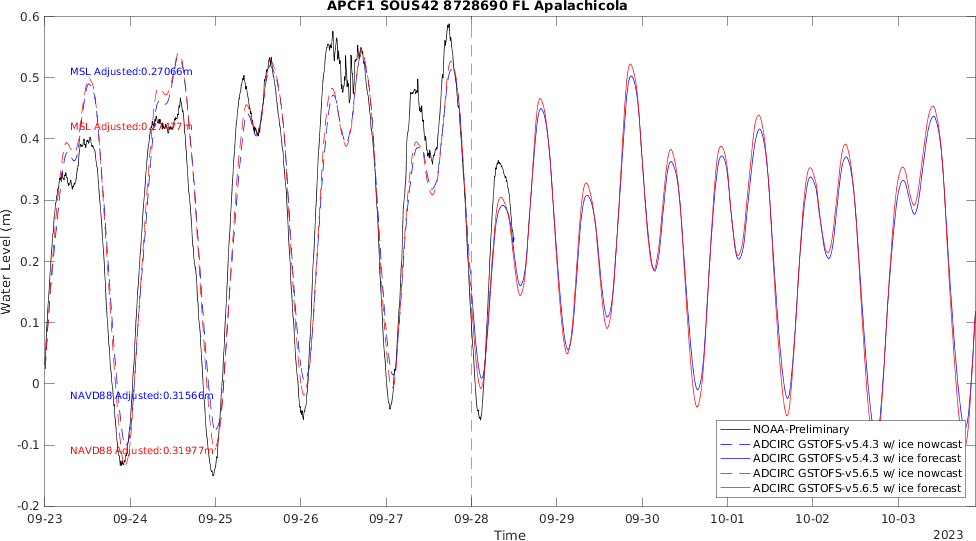 APCF1 SOUS42 8728690 FL Apalachicola
0.6
0.5
0.4
0.3
0.2
0.1
0
-0.1
-0.2
Water Level (m)
MSL Adjusted:0.27066m
NAVD88 Adjusted:0.31566m
NAVD88 Adjusted:0.31977m
NOAA-Preliminary
ADCIRC GSTOFS-v5.4.3 w/ ice nowcast
ADCIRC GSTOFS-v5.4.3 w/ ice forecast
ADCIRC GSTOFS-v5.6.5 w/ ice nowcast
ADCIRC GSTOFS-v5.6.5 w/ ice forecast
09-23 09-24 09-25 09-26 09-27 09-28 09-29 09-30 10-01 10-02 10-03
Time
2023